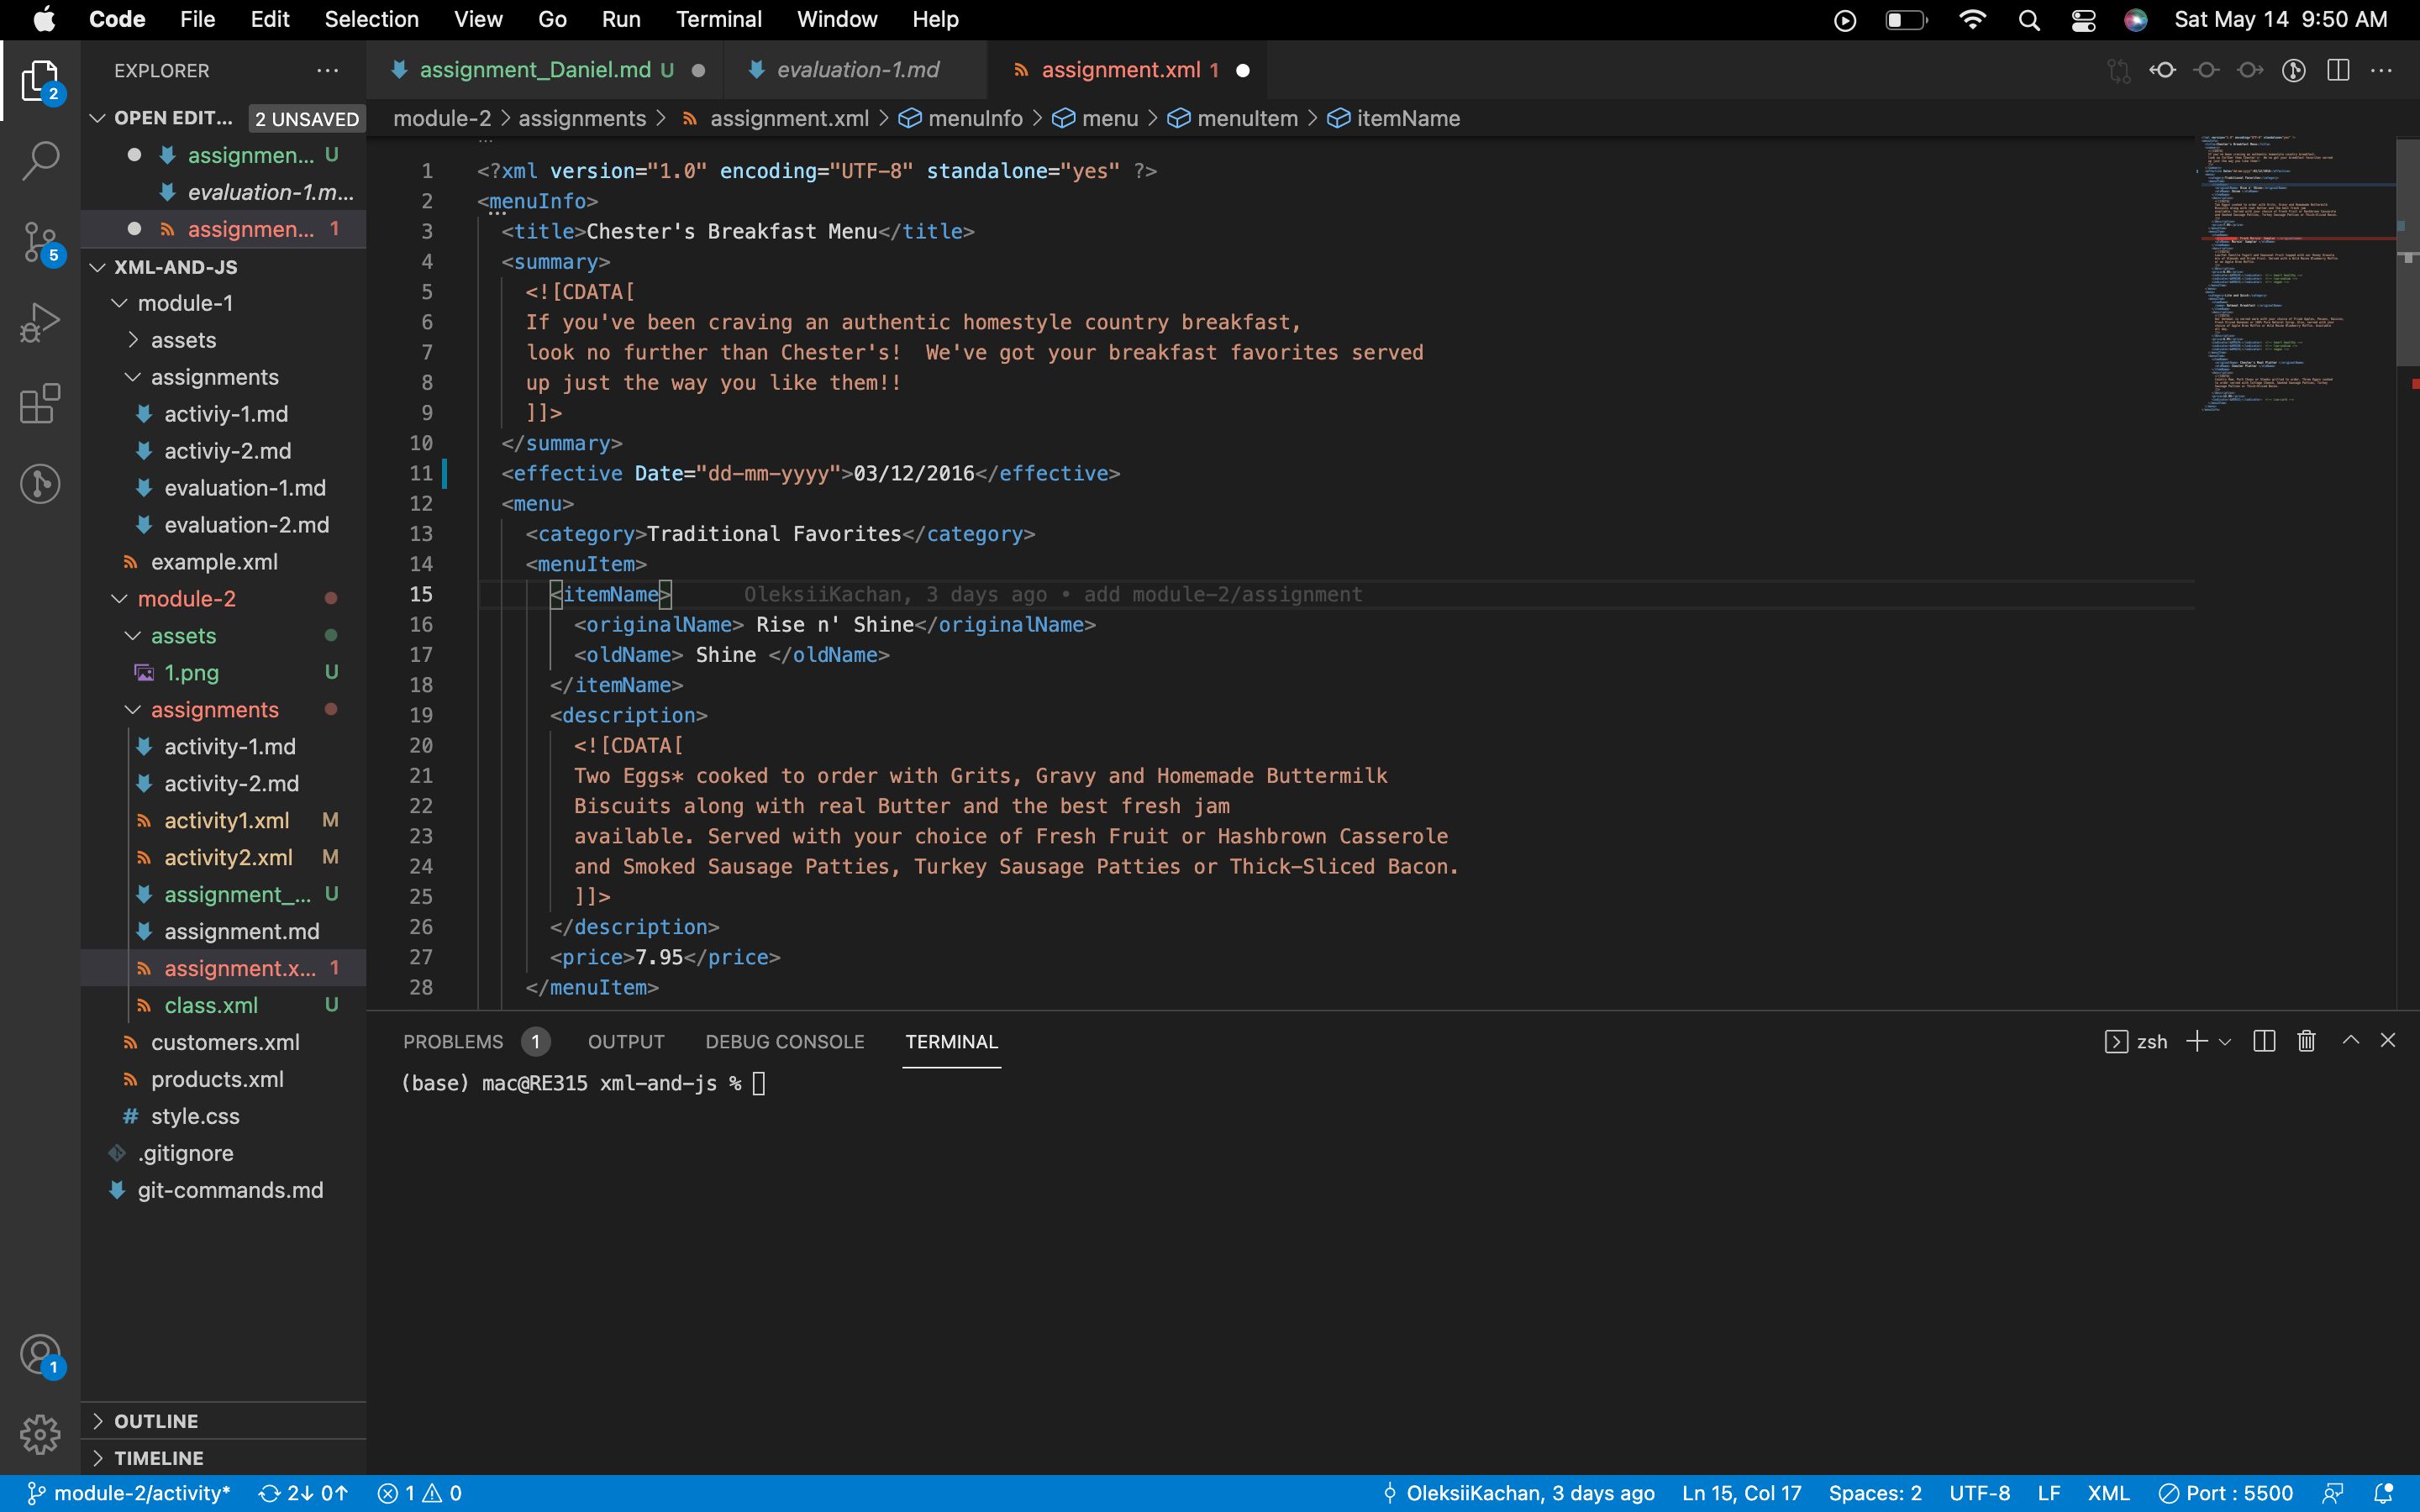 Code File Edit Selection View Go Run Terminal Window Help Sat May 14 9:50 AM
EXPLORER
OPEN EDIT... 2 UNSAVED
assignmen... U
evaluation-1.m...
assignmen... 1
XML-AND-JS
module-1
assets
assignments
activiy-1.md
activiy-2.md
evaluation-1.md
evaluation-2.md
example.xml
module-2
assets
1.png U
assignments
activity-1.md
activity-2.md
activity1.xml M
activity2.xml M
assignment_... U
assignment.md
assignment.x... 1
class.xml U
customers.xml
products.xml
style.css
.gitignore
git-commands.md
OUTLINE
TIMELINE
2
5
1
assignment_Daniel.md U evaluation-1.md assignment.xml 1
module-2 > assignments > assignment.xml > menuInfo > menu > menuItem > itemName
1 <?xml version="1.0" encoding="UTF-8" standalone="yes" ?>
2 <menuInfo>
3 <title>Chester's Breakfast Menu</title>
4 <summary>
5 <![CDATA[
6 If you've been craving an authentic homestyle country breakfast,
7 look no further than Chester's!  We've got your breakfast favorites served
8 up just the way you like them!!
9 ]]>
10 </summary>
11 <effective Date="dd-mm-yyyy">03/12/2016</effective>
12 <menu>
13 <category>Traditional Favorites</category>
14 <menuItem>
15 <itemName> OleksiiKachan, 3 days ago • add module-2/assignment
16 <originalName> Rise n' Shine</originalName>
17 <oldName> Shine </oldName>
18 </itemName>
19 <description>
20 <![CDATA[
21 Two Eggs* cooked to order with Grits, Gravy and Homemade Buttermilk
22 Biscuits along with real Butter and the best fresh jam
23 available. Served with your choice of Fresh Fruit or Hashbrown Casserole
24 and Smoked Sausage Patties, Turkey Sausage Patties or Thick-Sliced Bacon.
25 ]]>
26 </description>
27 <price>7.95</price>
28 </menuItem>
PROBLEMS 1 OUTPUT DEBUG CONSOLE TERMINAL zsh
(base) mac@RE315 xml-and-js %
module-2/activity* 2↓ 0↑ 1 0 OleksiiKachan, 3 days ago Ln 15, Col 17 Spaces: 2 UTF-8 LF XML Port : 5500